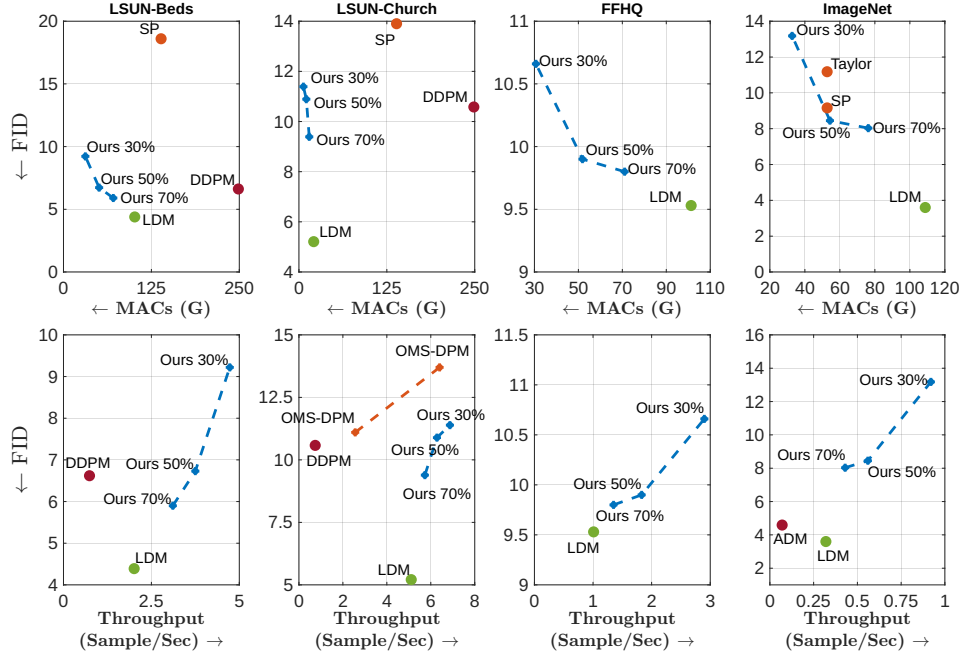 LSUN-Beds
LSUN-Church
FFHQ
ImageNet
← FID
20
15
10
5
0
SP
Ours 30%
Ours 50%
Ours 70%
DDPM
LDM
0
125
250
← MACs (G)
14
12
10
8
6
4
SP
Ours 30%
Ours 50%
Ours 70%
DDPM
LDM
0
125
250
← MACs (G)
11
10.5
10
9.5
9
Ours 30%
Ours 50%
Ours 70%
LDM
30
50
70
90
110
← MACs (G)
14
12
10
8
6
4
2
0
Ours 30%
Taylor
SP
Ours 50%
Ours 70%
LDM
20
40
60
80
100
120
← MACs (G)
← FID
10
9
8
7
6
5
4
Ours 30%
DDPM
Ours 50%
Ours 70%
LDM
0
2.5
5
Throughput
(Sample/Sec) →
15
12.5
10
7.5
5
OMS-DPM
OMS-DPM
Ours 30%
Ours 50%
DDPM
Ours 70%
LDM
0
2
4
6
8
Throughput
(Sample/Sec) →
11.5
11
10.5
10
9.5
9
Ours 30%
Ours 50%
Ours 70%
LDM
0
1
2
3
Throughput
(Sample/Sec) →
16
14
12
10
8
6
4
2
Ours 30%
Ours 70%
Ours 50%
ADM
LDM
0
0.25
0.5
0.75
1
Throughput
(Sample/Sec) →